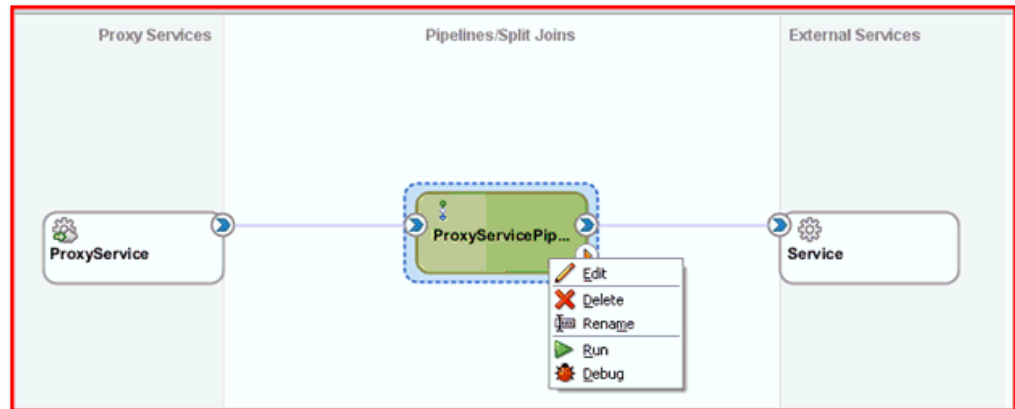 Proxy Services
Pipelines/Split Joins
External Services
ProxyService
ProxyServicePip...
Service
Edit
Delete
Rename
Run
Debug